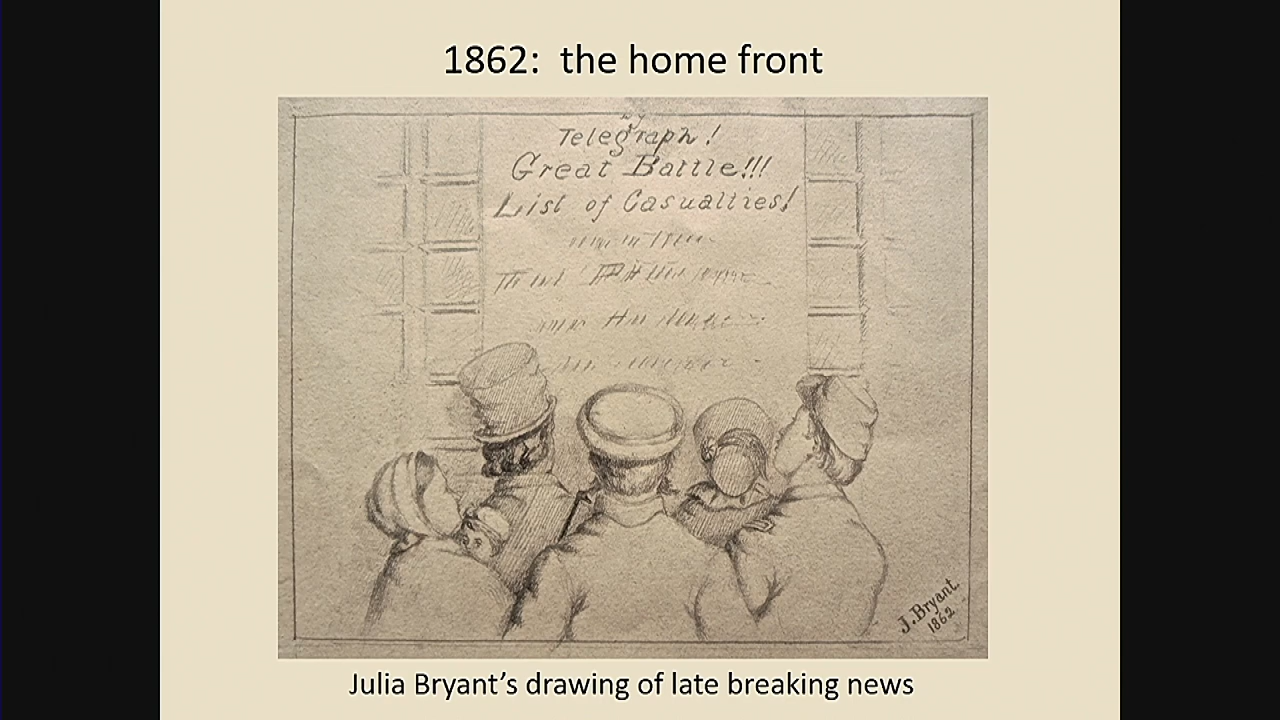 1862: the home front
By
Telegraph!
Great Battle!!!
List of Casualties!
J. Bryant.
1862
Julia Bryant's drawing of late breaking news